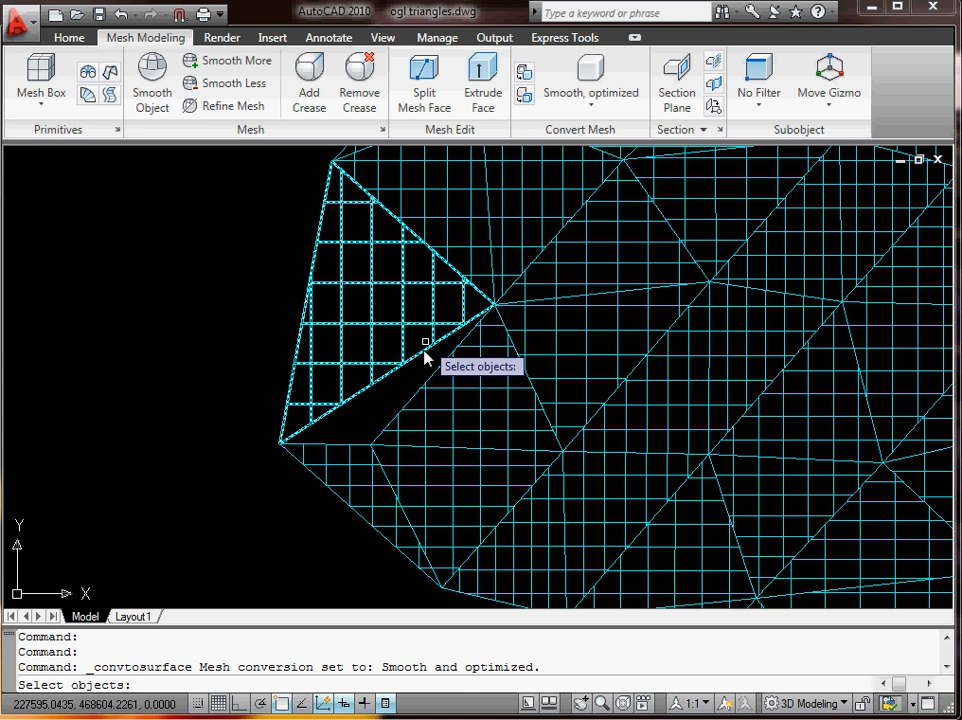 AutoCAD 2010 ogl triangles.dwg Type a keyword or phrase
Home Mesh Modeling Render Insert Annotate View Manage Output Express Tools
Mesh Box
Smooth Object
Smooth More
Smooth Less
Refine Mesh
Add Crease
Remove Crease
Split Mesh Face
Extrude Face
Smooth, optimized
Section Plane
No Filter
Move Gizmo
Primitives Mesh Mesh Edit Convert Mesh Section Subobject
Select objects:
Y
X
Model Layout1
Command:
Command:
Command: _convtosurface Mesh conversion set to: Smooth and optimized.
Select objects:
227595.0435, 468604.2261, 0.0000 1:1 3D Modeling